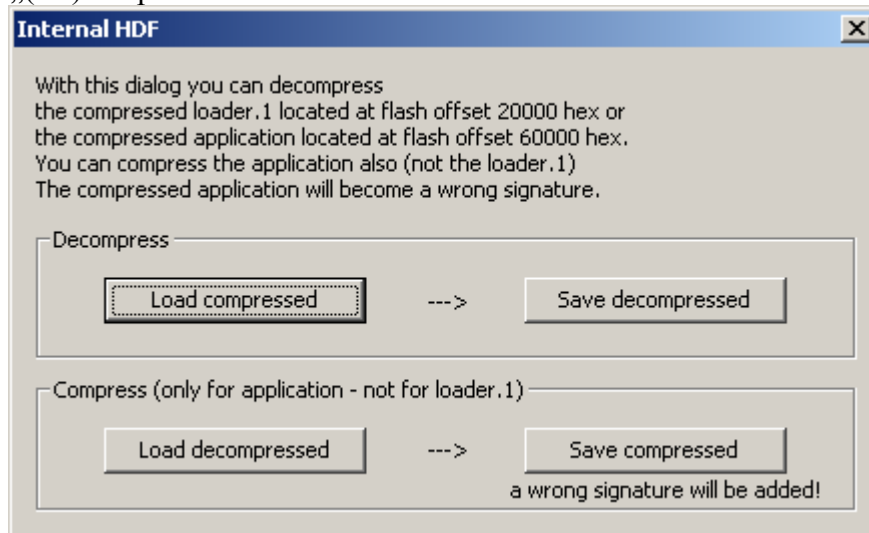 Internal HDF
With this dialog you can decompress
the compressed loader.1 located at flash offset 20000 hex or
the compressed application located at flash offset 60000 hex.
You can compress the application also (not the loader.1)
The compressed application will become a wrong signature.
Decompress
Load compressed ---> Save decompressed
Compress (only for application - not for loader.1)
Load decompressed ---> Save compressed
a wrong signature will be added!